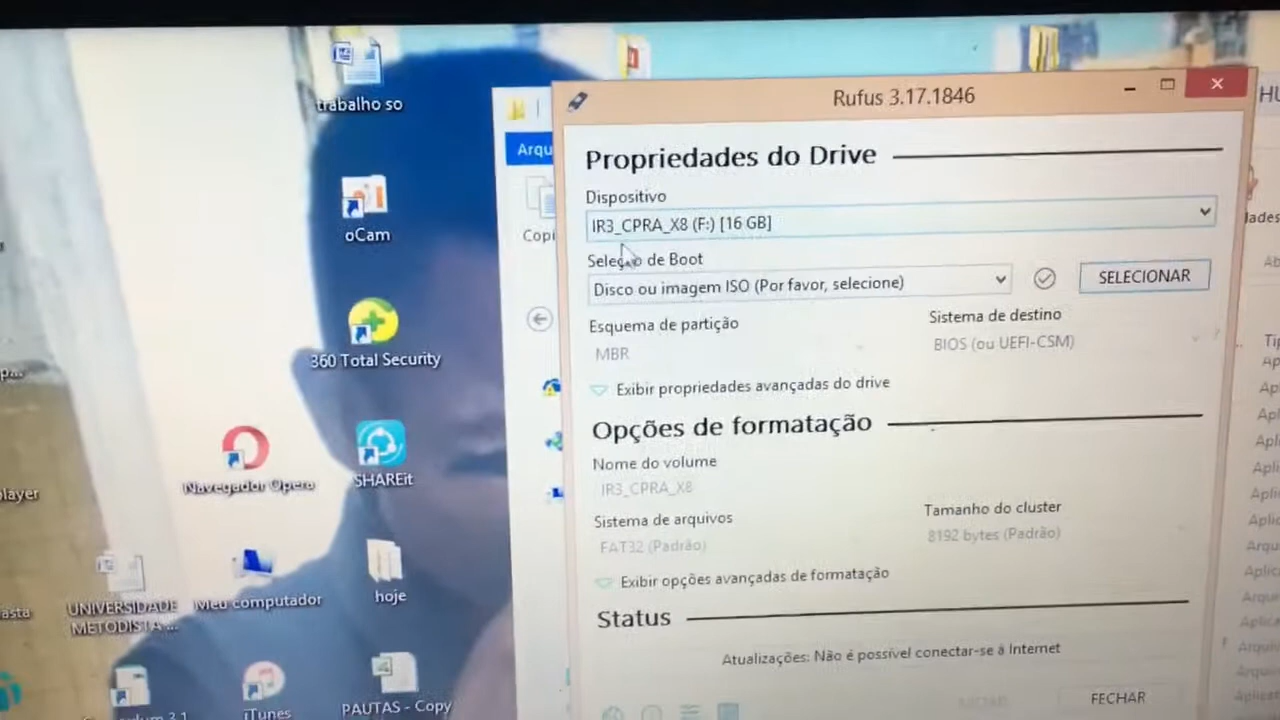 trabalho so
oCam
360 Total Security
Navegador Opera
SHAREit
player
asta
UNIVERSIDADE
METODISTA ...
Meu computador
hoje
iTunes
PAUTAS - Copy
Arqu
Copi
Rufus 3.17.1846
Propriedades do Drive
Dispositivo
IR3_CPRA_X8 (F:) [16 GB]
Seleção de Boot
Disco ou imagem ISO (Por favor, selecione)
SELECIONAR
Esquema de partição
Sistema de destino
MBR
BIOS (ou UEFI-CSM)
Exibir propriedades avançadas do drive
Opções de formatação
Nome do volume
IR3_CPRA_X8
Sistema de arquivos
Tamanho do cluster
FAT32 (Padrão)
8192 bytes (Padrão)
Exibir opções avançadas de formatação
Status
Atualizações: Não é possível conectar-se à Internet
FECHAR
HU